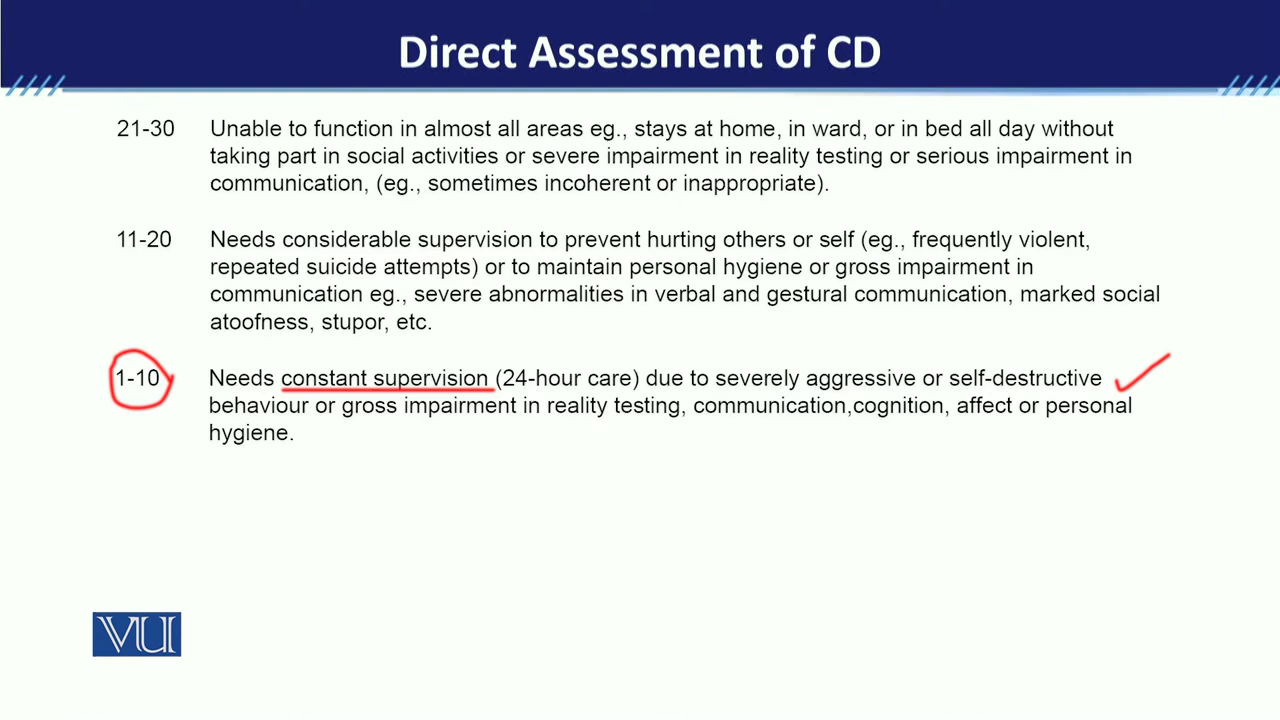 Direct Assessment of CD
21-30 Unable to function in almost all areas eg., stays at home, in ward, or in bed all day without
taking part in social activities or severe impairment in reality testing or serious impairment in
communication, (eg., sometimes incoherent or inappropriate).
11-20 Needs considerable supervision to prevent hurting others or self (eg., frequently violent,
repeated suicide attempts) or to maintain personal hygiene or gross impairment in
communication eg., severe abnormalities in verbal and gestural communication, marked social
atoofness, stupor, etc.
1-10 Needs constant supervision (24-hour care) due to severely aggressive or self-destructive
behaviour or gross impairment in reality testing, communication,cognition, affect or personal
hygiene.
VU